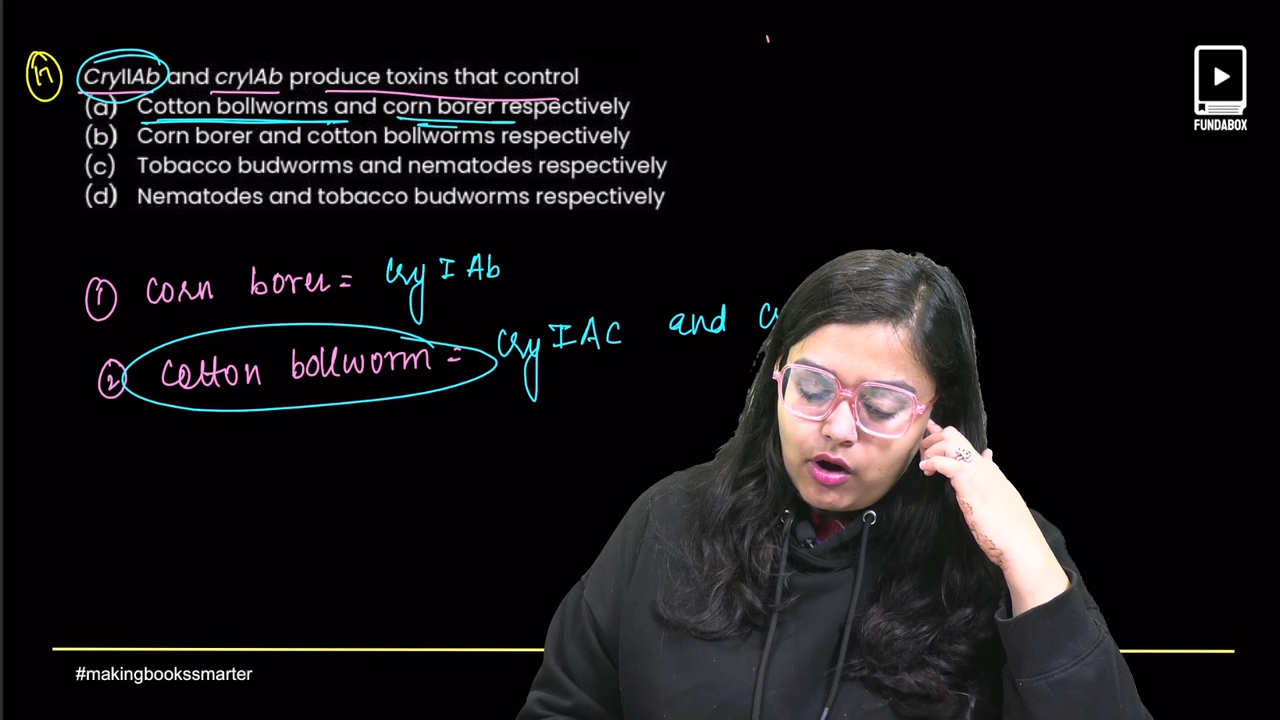 17 CryIIAb and cryIAb produce toxins that control
(a) Cotton bollworms and corn borer respectively
(b) Corn borer and cotton bollworms respectively
(c) Tobacco budworms and nematodes respectively
(d) Nematodes and tobacco budworms respectively
FUNDABOX
1 corn borer = cry I Ab
2 cotton bollworm = cry I AC and
#makingbookssmarter